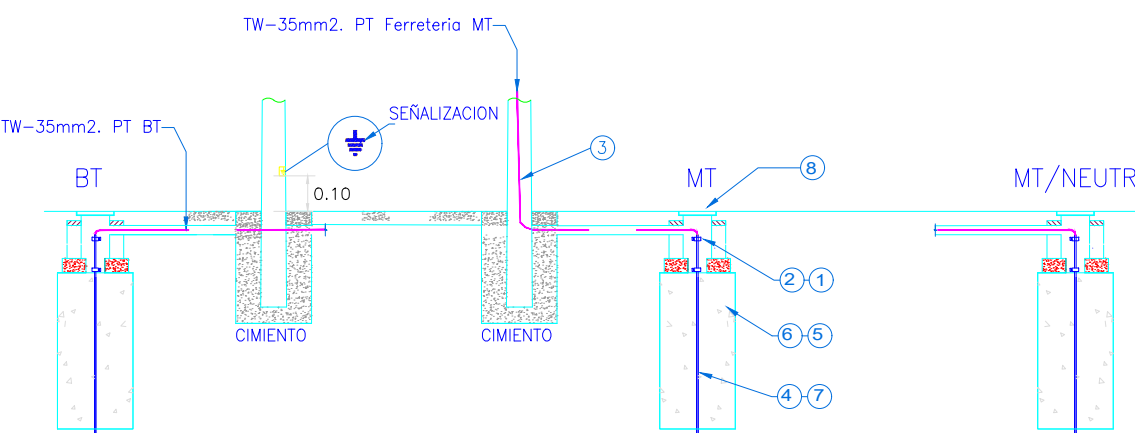 TW-35mm2. PT Ferreteria MT
SEÑALIZACION
TW-35mm2. PT BT
3
8
BT
MT
MT/NEUTR
0.10
2 1
CIMIENTO
CIMIENTO
6 5
4 7